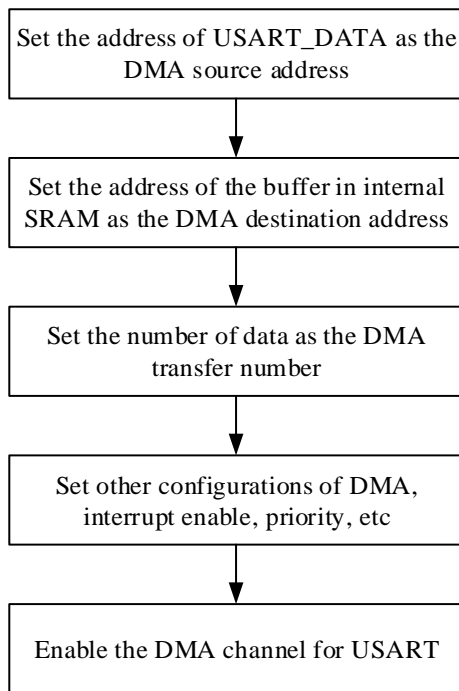 Set the address of USART_DATA as the
DMA source address
Set the address of the buffer in internal
SRAM as the DMA destination address
Set the number of data as the DMA
transfer number
Set other configurations of DMA,
interrupt enable, priority, etc
Enable the DMA channel for USART